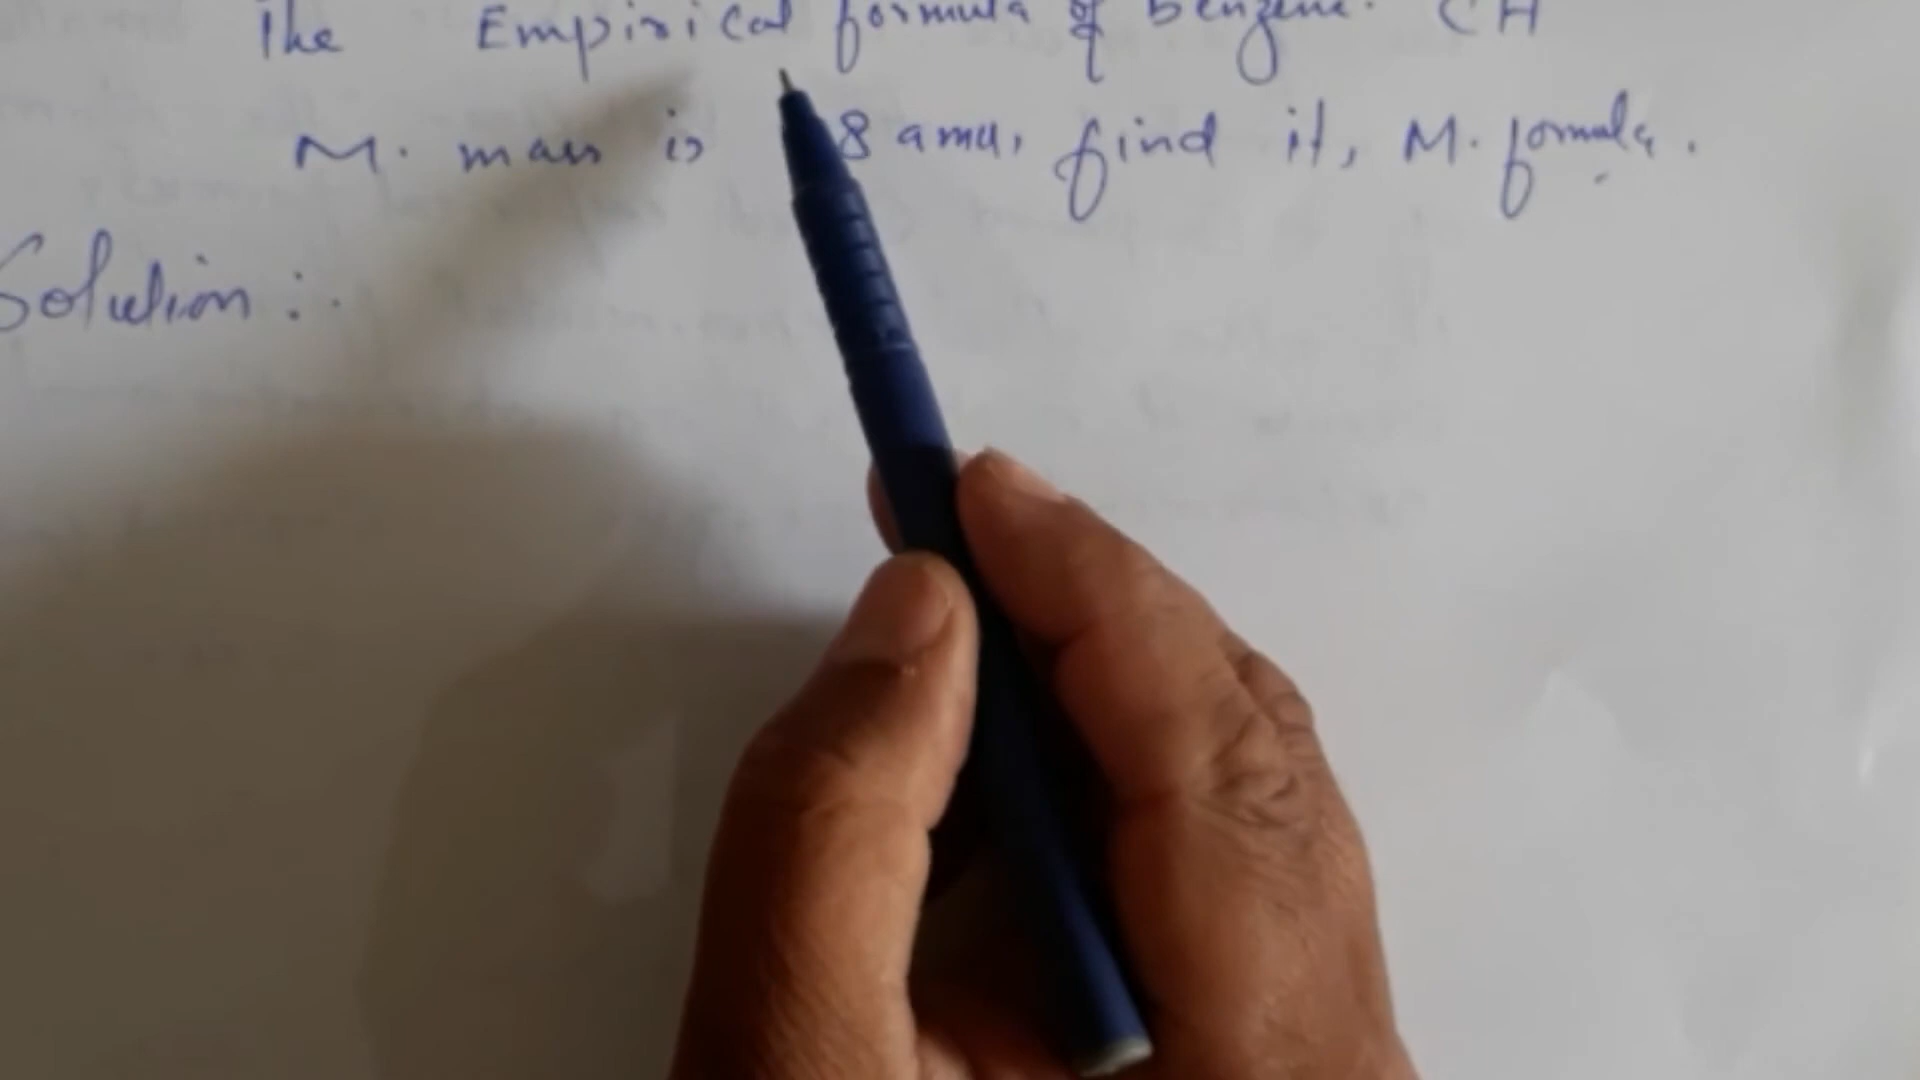 The Empirical formula of benzene. CH
M. mass is 8 amu, find it, M. formula.
Solution :.